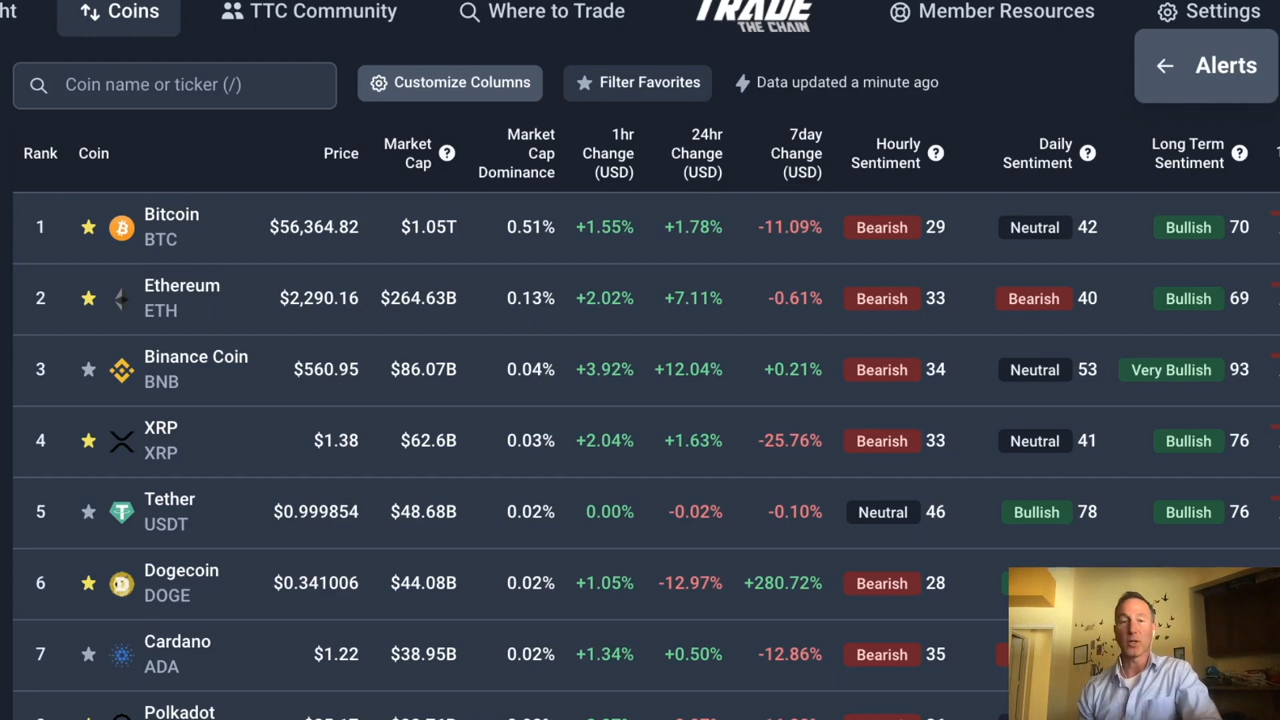 ht
Coins
TTC Community
Where to Trade
TRADE
THE CHAIN
Member Resources
Settings
Coin name or ticker (/)
Customize Columns
Filter Favorites
Data updated a minute ago
Alerts
Rank Coin Price Market Cap ? Market Cap Dominance 1hr Change (USD) 24hr Change (USD) 7day Change (USD) Hourly Sentiment ? Daily Sentiment ? Long Term Sentiment ?
1 Bitcoin BTC $56,364.82 $1.05T 0.51% +1.55% +1.78% -11.09% Bearish 29 Neutral 42 Bullish 70
2 Ethereum ETH $2,290.16 $264.63B 0.13% +2.02% +7.11% -0.61% Bearish 33 Bearish 40 Bullish 69
3 Binance Coin BNB $560.95 $86.07B 0.04% +3.92% +12.04% +0.21% Bearish 34 Neutral 53 Very Bullish 93
4 XRP XRP $1.38 $62.6B 0.03% +2.04% +1.63% -25.76% Bearish 33 Neutral 41 Bullish 76
5 Tether USDT $0.999854 $48.68B 0.02% 0.00% -0.02% -0.10% Neutral 46 Bullish 78 Bullish 76
6 Dogecoin DOGE $0.341006 $44.08B 0.02% +1.05% -12.97% +280.72% Bearish 28
7 Cardano ADA $1.22 $38.95B 0.02% +1.34% +0.50% -12.86% Bearish 35
Polkadot